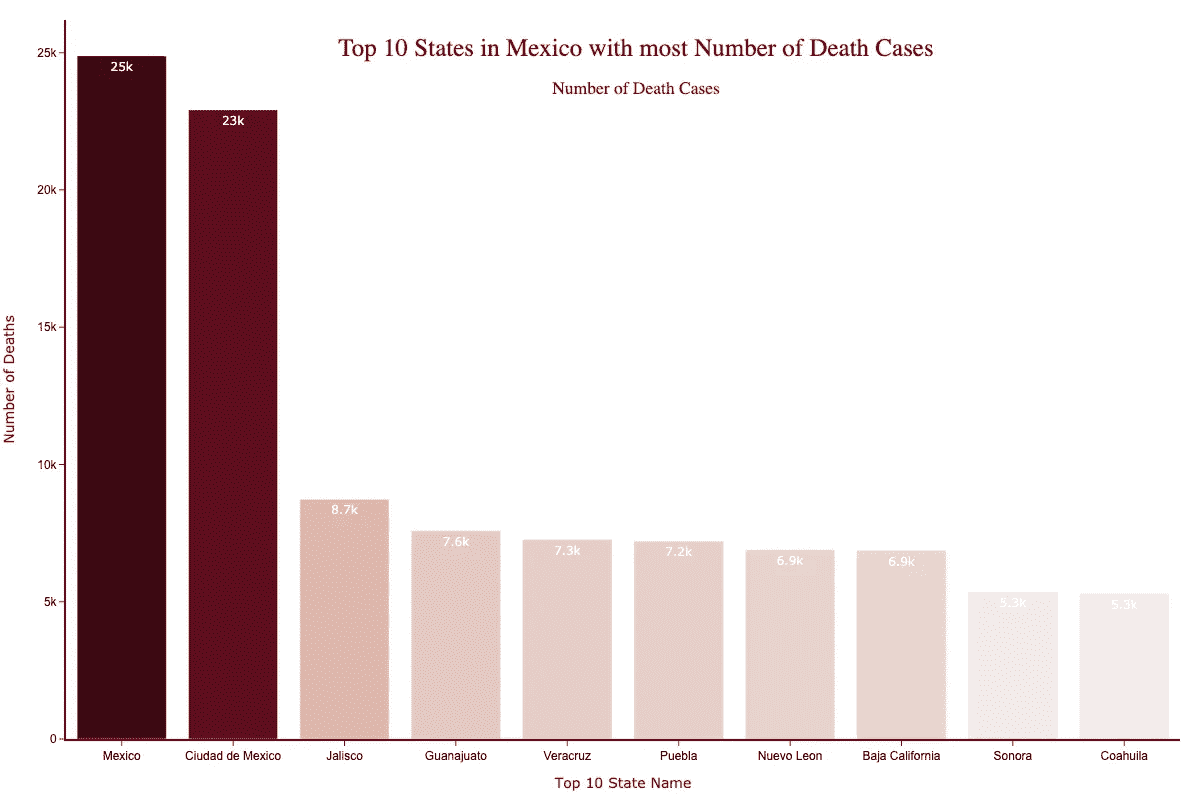 Top 10 States in Mexico with most Number of Death Cases
Number of Death Cases
Number of Deaths
25k
20k
15k
10k
5k
0
25k
23k
8.7k
7.6k
7.3k
7.2k
6.9k
6.9k
5.3k
5.3k
Mexico
Ciudad de Mexico
Jalisco
Guanajuato
Veracruz
Puebla
Nuevo Leon
Baja California
Sonora
Coahuila
Top 10 State Name